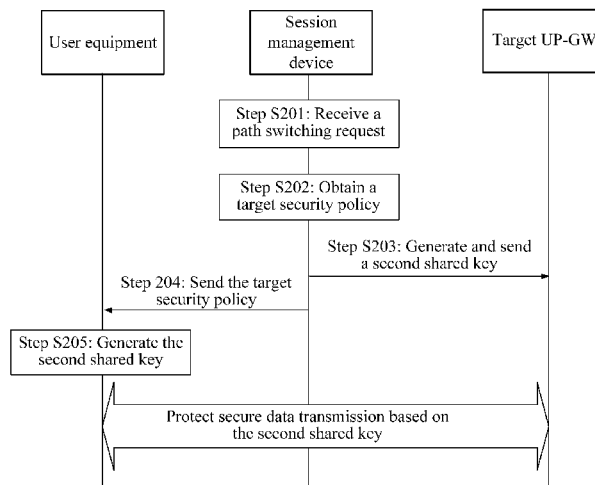 User equipment
Session
management
device
Target UP-GW
Step S201: Receive a
path switching request
Step S202: Obtain a
target security policy
Step S203: Generate and send
a second shared key
Step 204: Send the target
security policy
Step S205: Generate the
second shared key
Protect secure data transmission based on
the second shared key